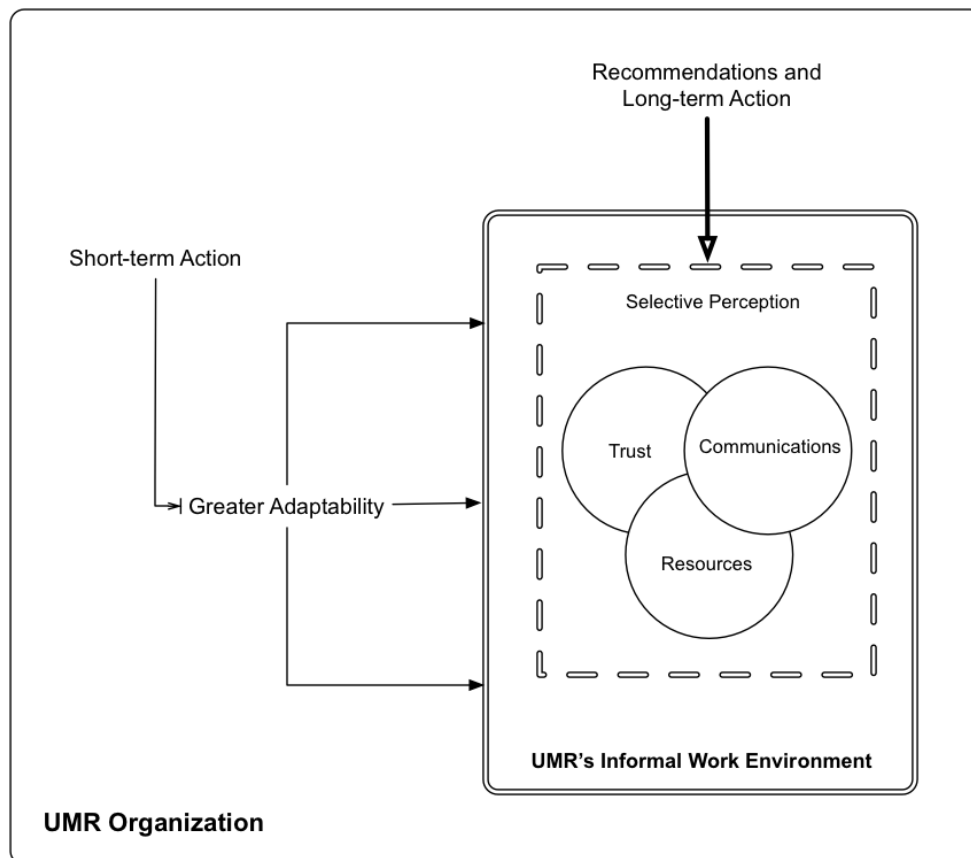 Recommendations and
Long-term Action
Short-term Action
Selective Perception
Trust
Communications
Greater Adaptability
Resources
UMR’s Informal Work Environment
UMR Organization